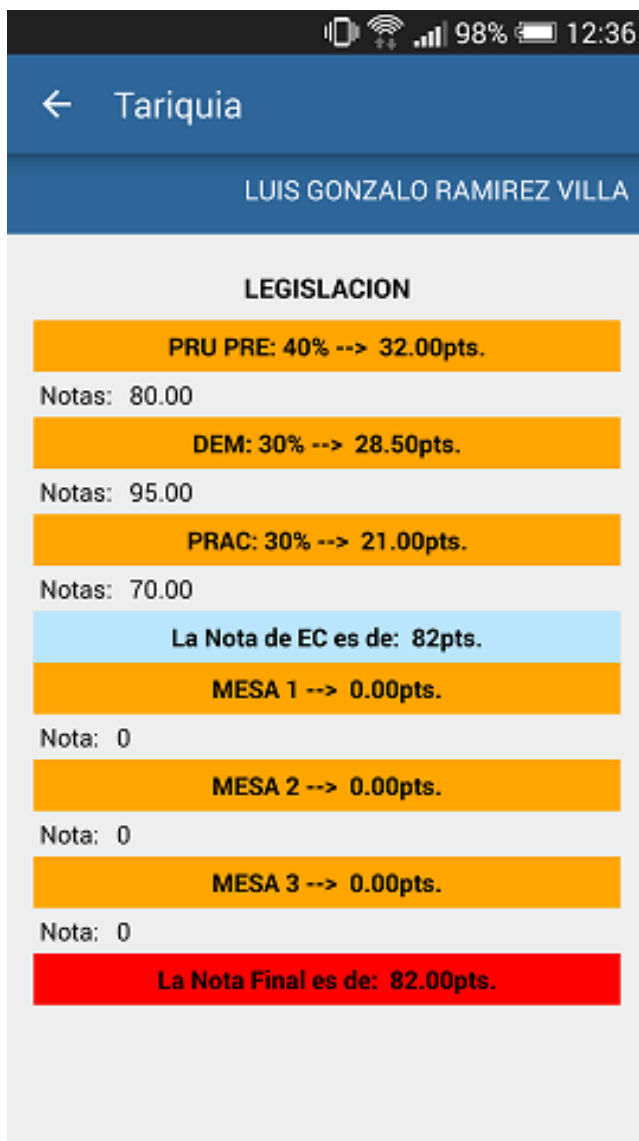 98% 12:36
Tariquia
LUIS GONZALO RAMIREZ VILLA
LEGISLACION
PRU PRE: 40% --> 32.00pts.
Notas: 80.00
DEM: 30% --> 28.50pts.
Notas: 95.00
PRAC: 30% --> 21.00pts.
Notas: 70.00
La Nota de EC es de: 82pts.
MESA 1 --> 0.00pts.
Nota: 0
MESA 2 --> 0.00pts.
Nota: 0
MESA 3 --> 0.00pts.
Nota: 0
La Nota Final es de: 82.00pts.